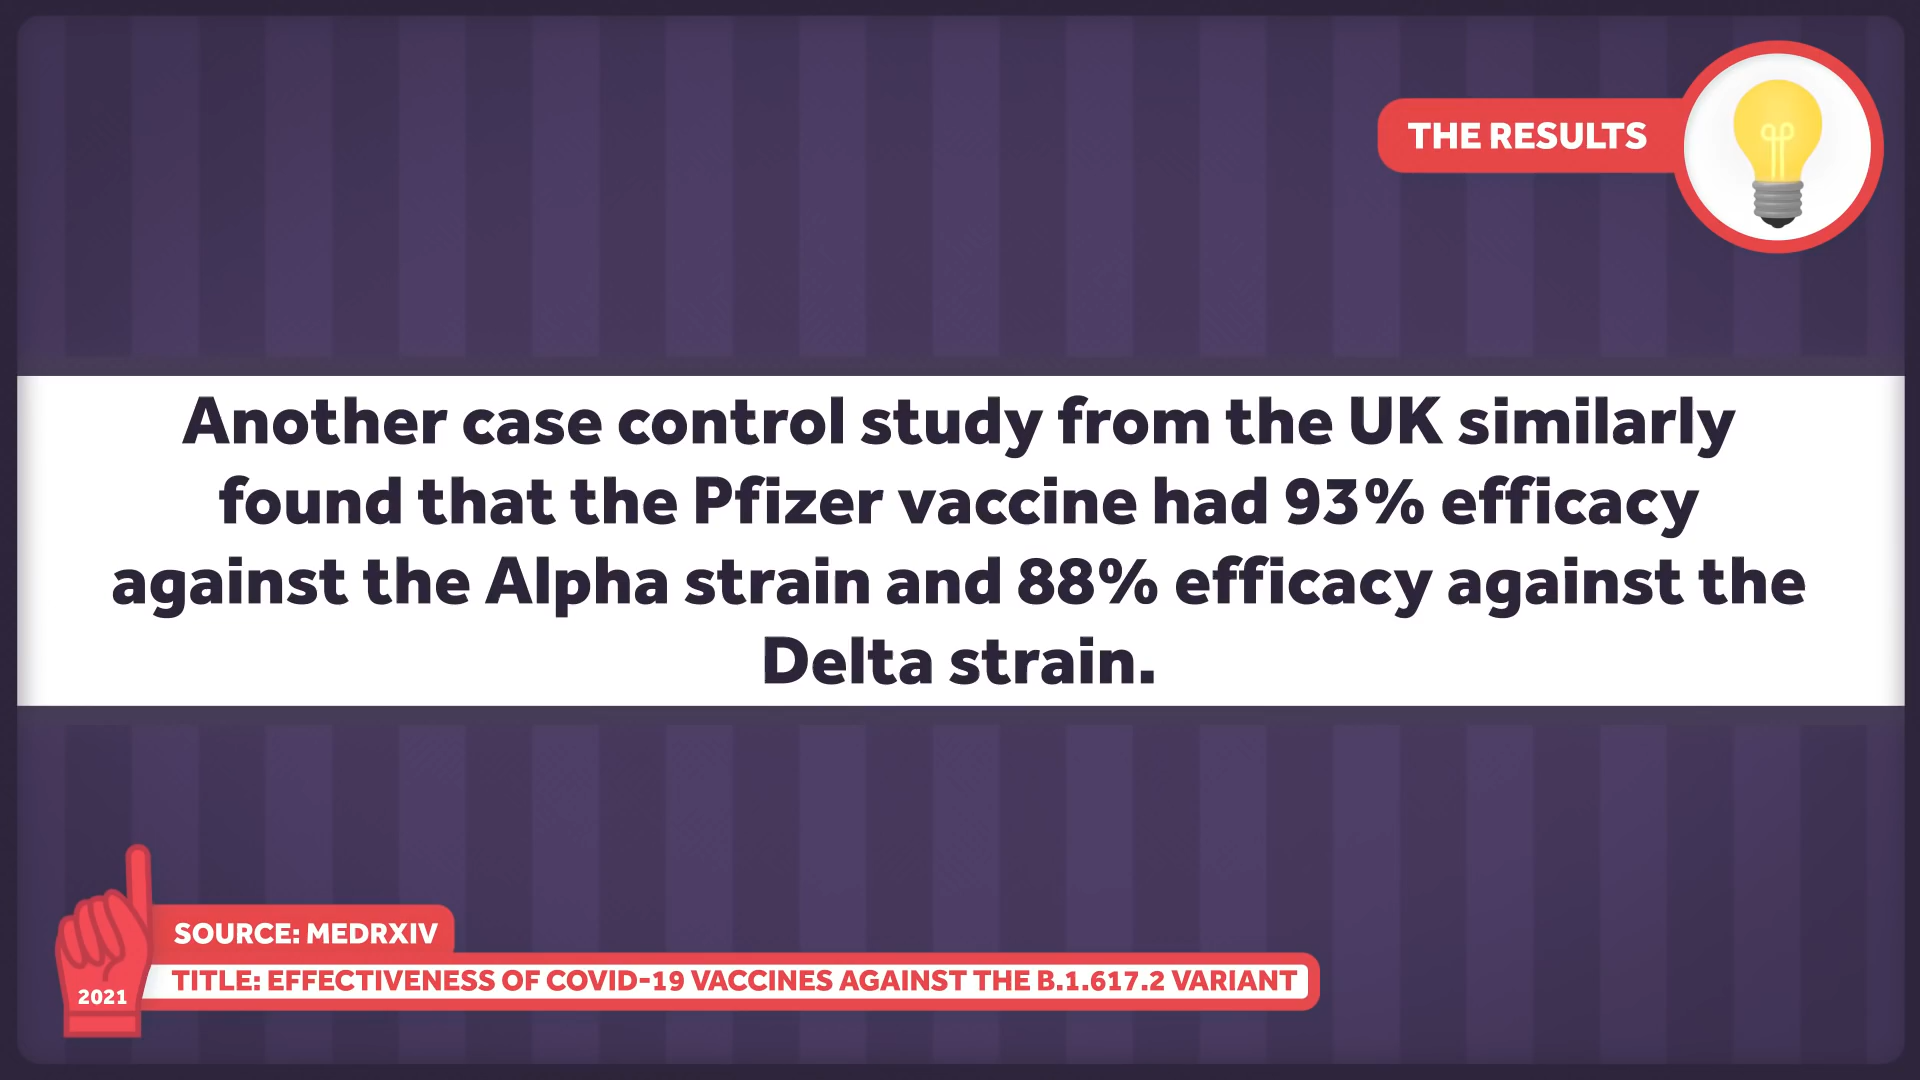 THE RESULTS
Another case control study from the UK similarly
found that the Pfizer vaccine had 93% efficacy
against the Alpha strain and 88% efficacy against the
Delta strain.
SOURCE: MEDRXIV
TITLE: EFFECTIVENESS OF COVID-19 VACCINES AGAINST THE B.1.617.2 VARIANT
2021